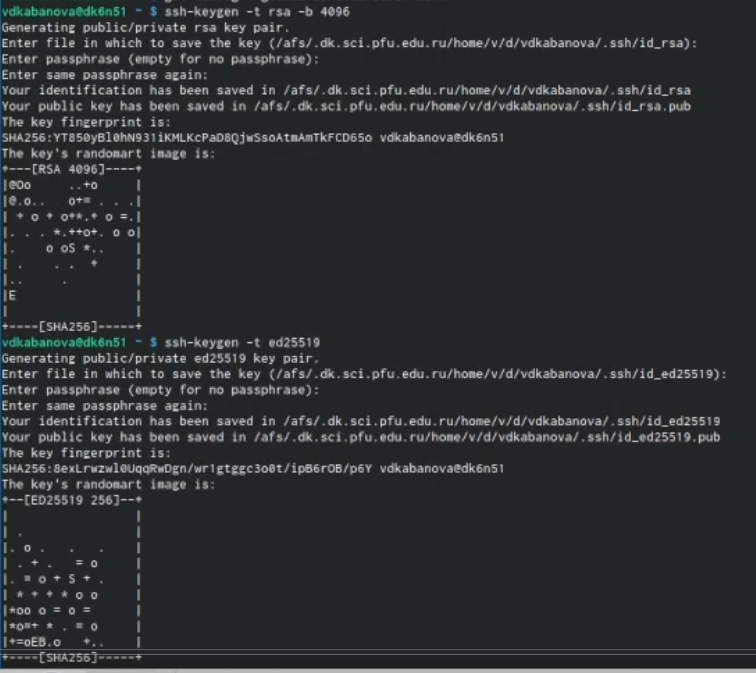 vdkabanova@dk6n51 ~ $ ssh-keygen -t rsa -b 4096
Generating public/private rsa key pair.
Enter file in which to save the key (/afs/.dk.sci.pfu.edu.ru/home/v/d/vdkabanova/.ssh/id_rsa):
Enter passphrase (empty for no passphrase):
Enter same passphrase again:
Your identification has been saved in /afs/.dk.sci.pfu.edu.ru/home/v/d/vdkabanova/.ssh/id_rsa
Your public key has been saved in /afs/.dk.sci.pfu.edu.ru/home/v/d/vdkabanova/.ssh/id_rsa.pub
The key fingerprint is:
SHA256:YT850yBl0hN931iKMLKcPaD8QjwSsoAtmAmTkFCD65o vdkabanova@dk6n51
The key's randomart image is:
+---[RSA 4096]----+
|@Oo     ..+o     |
|@.o..   o+= . . .|
| + o + o+*.+ o =.|
|. . . *.++o+. o o|
|.    o oS *..    |
| .    . .  +     |
|..     .         |
|E                |
|                 |
+----[SHA256]-----+
vdkabanova@dk6n51 ~ $ ssh-keygen -t ed25519
Generating public/private ed25519 key pair.
Enter file in which to save the key (/afs/.dk.sci.pfu.edu.ru/home/v/d/vdkabanova/.ssh/id_ed25519):
Enter passphrase (empty for no passphrase):
Enter same passphrase again:
Your identification has been saved in /afs/.dk.sci.pfu.edu.ru/home/v/d/vdkabanova/.ssh/id_ed25519
Your public key has been saved in /afs/.dk.sci.pfu.edu.ru/home/v/d/vdkabanova/.ssh/id_ed25519.pub
The key fingerprint is:
SHA256:8exLrwzwl0UqqRwDgn/wr1gtggc3o0t/ipB6rOB/p6Y vdkabanova@dk6n51
The key's randomart image is:
+--[ED25519 256]--+
|                 |
| .               |
|. o .   .   .    |
| . + .   = o     |
|. = o + S + .    |
| * + + * o o     |
|*oo o = o =      |
|*o=+ * . = o     |
|+=oEB.o   +..    |
+----[SHA256]-----+